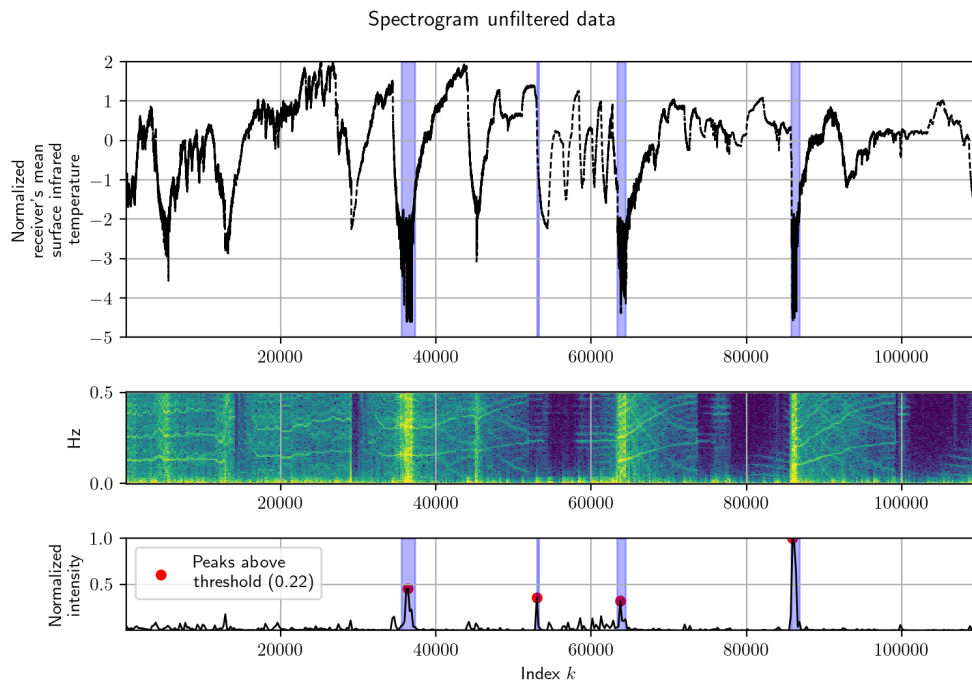 Spectrogram unfiltered data
Normalized
receiver's mean
surface infrared
temperature
2
1
0
−1
−2
−3
−4
−5
20000 40000 60000 80000 100000
Hz
0.5
0.0
20000 40000 60000 80000 100000
Normalized
intensity
1.0
0.5
Peaks above
threshold (0.22)
20000 40000 60000 80000 100000
Index k